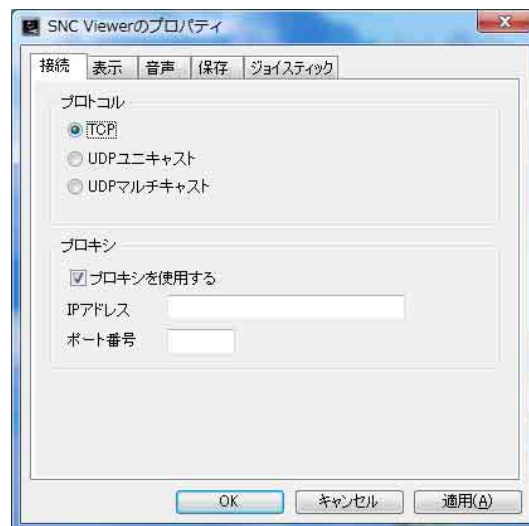 SNC Viewerのプロパティ
接続 表示 音声 保存 ジョイスティック
プロトコル
TCP
UDPユニキャスト
UDPマルチキャスト
プロキシ
プロキシを使用する
IPアドレス
ポート番号
OK キャンセル 適用(A)